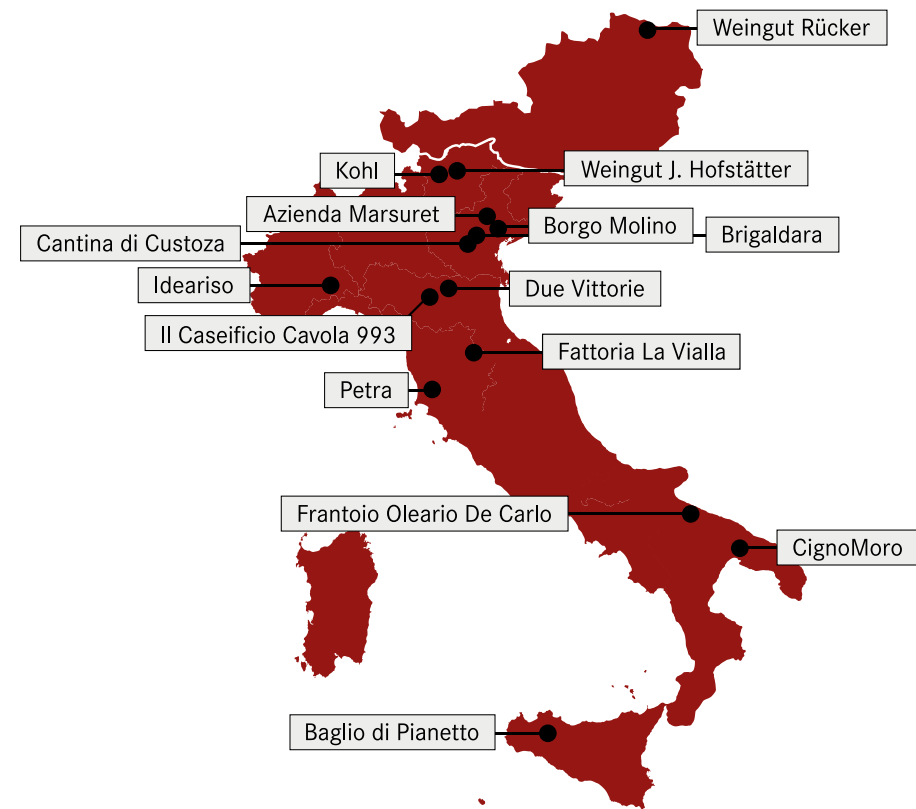 Weingut Rücker
Kohl
Weingut J. Hofstätter
Azienda Marsuret
Borgo Molino
Brigaldara
Cantina di Custoza
Ideariso
Due Vittorie
Il Caseificio Cavola 993
Fattoria La Vialla
Petra
Frantoio Oleario De Carlo
CignoMoro
Baglio di Pianetto